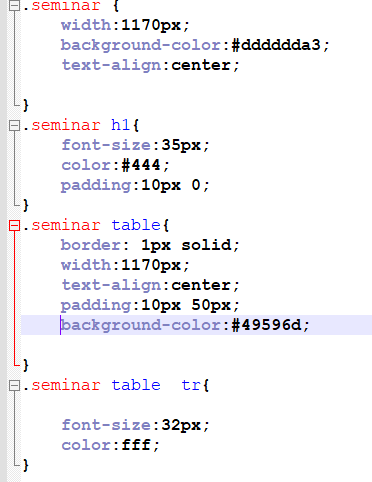 .seminar {
width:1170px;
background-color:#ddddda3;
text-align:center;
}
.seminar h1{
font-size:35px;
color:#444;
padding:10px 0;
}
.seminar table{
border: 1px solid;
width:1170px;
text-align:center;
padding:10px 50px;
background-color:#49596d;
}
.seminar table  tr{
font-size:32px;
color:fff;
}